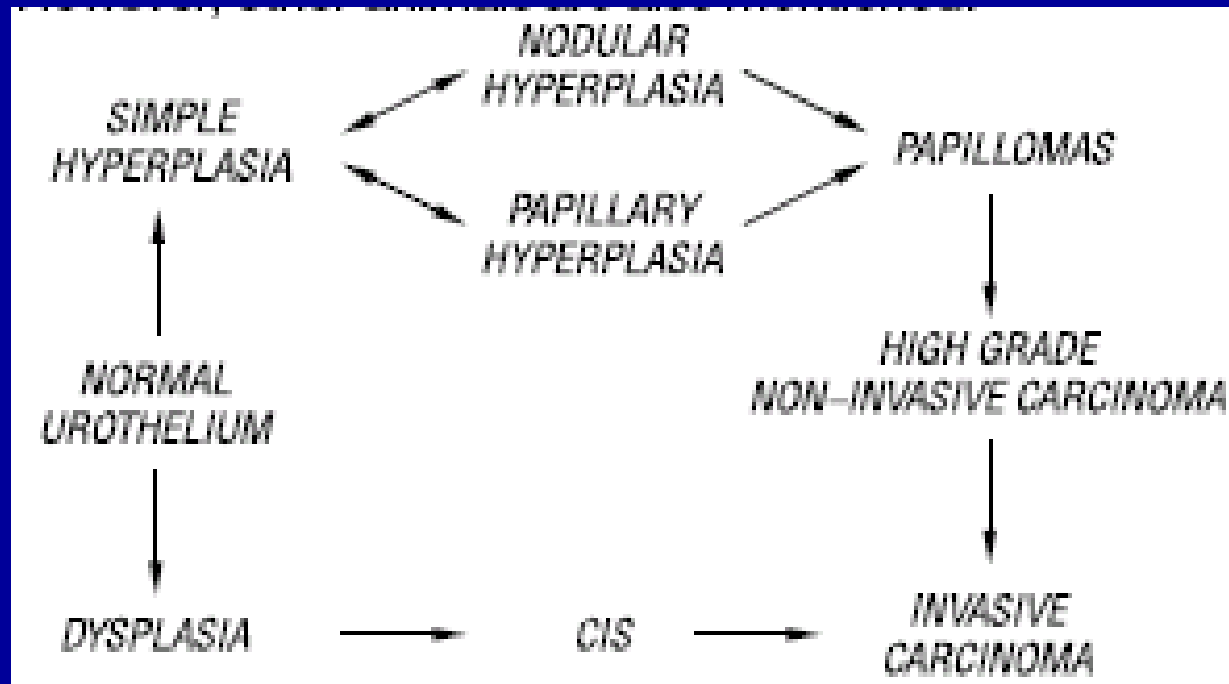 NODULAR
HYPERPLASIA
SIMPLE
HYPERPLASIA
PAPILLOMAS
PAPILLARY
HYPERPLASIA
HIGH GRADE
NON-INVASIVE CARCINOMA
NORMAL
UROTHELIUM
DYSPLASIA
CIS
INVASIVE
CARCINOMA